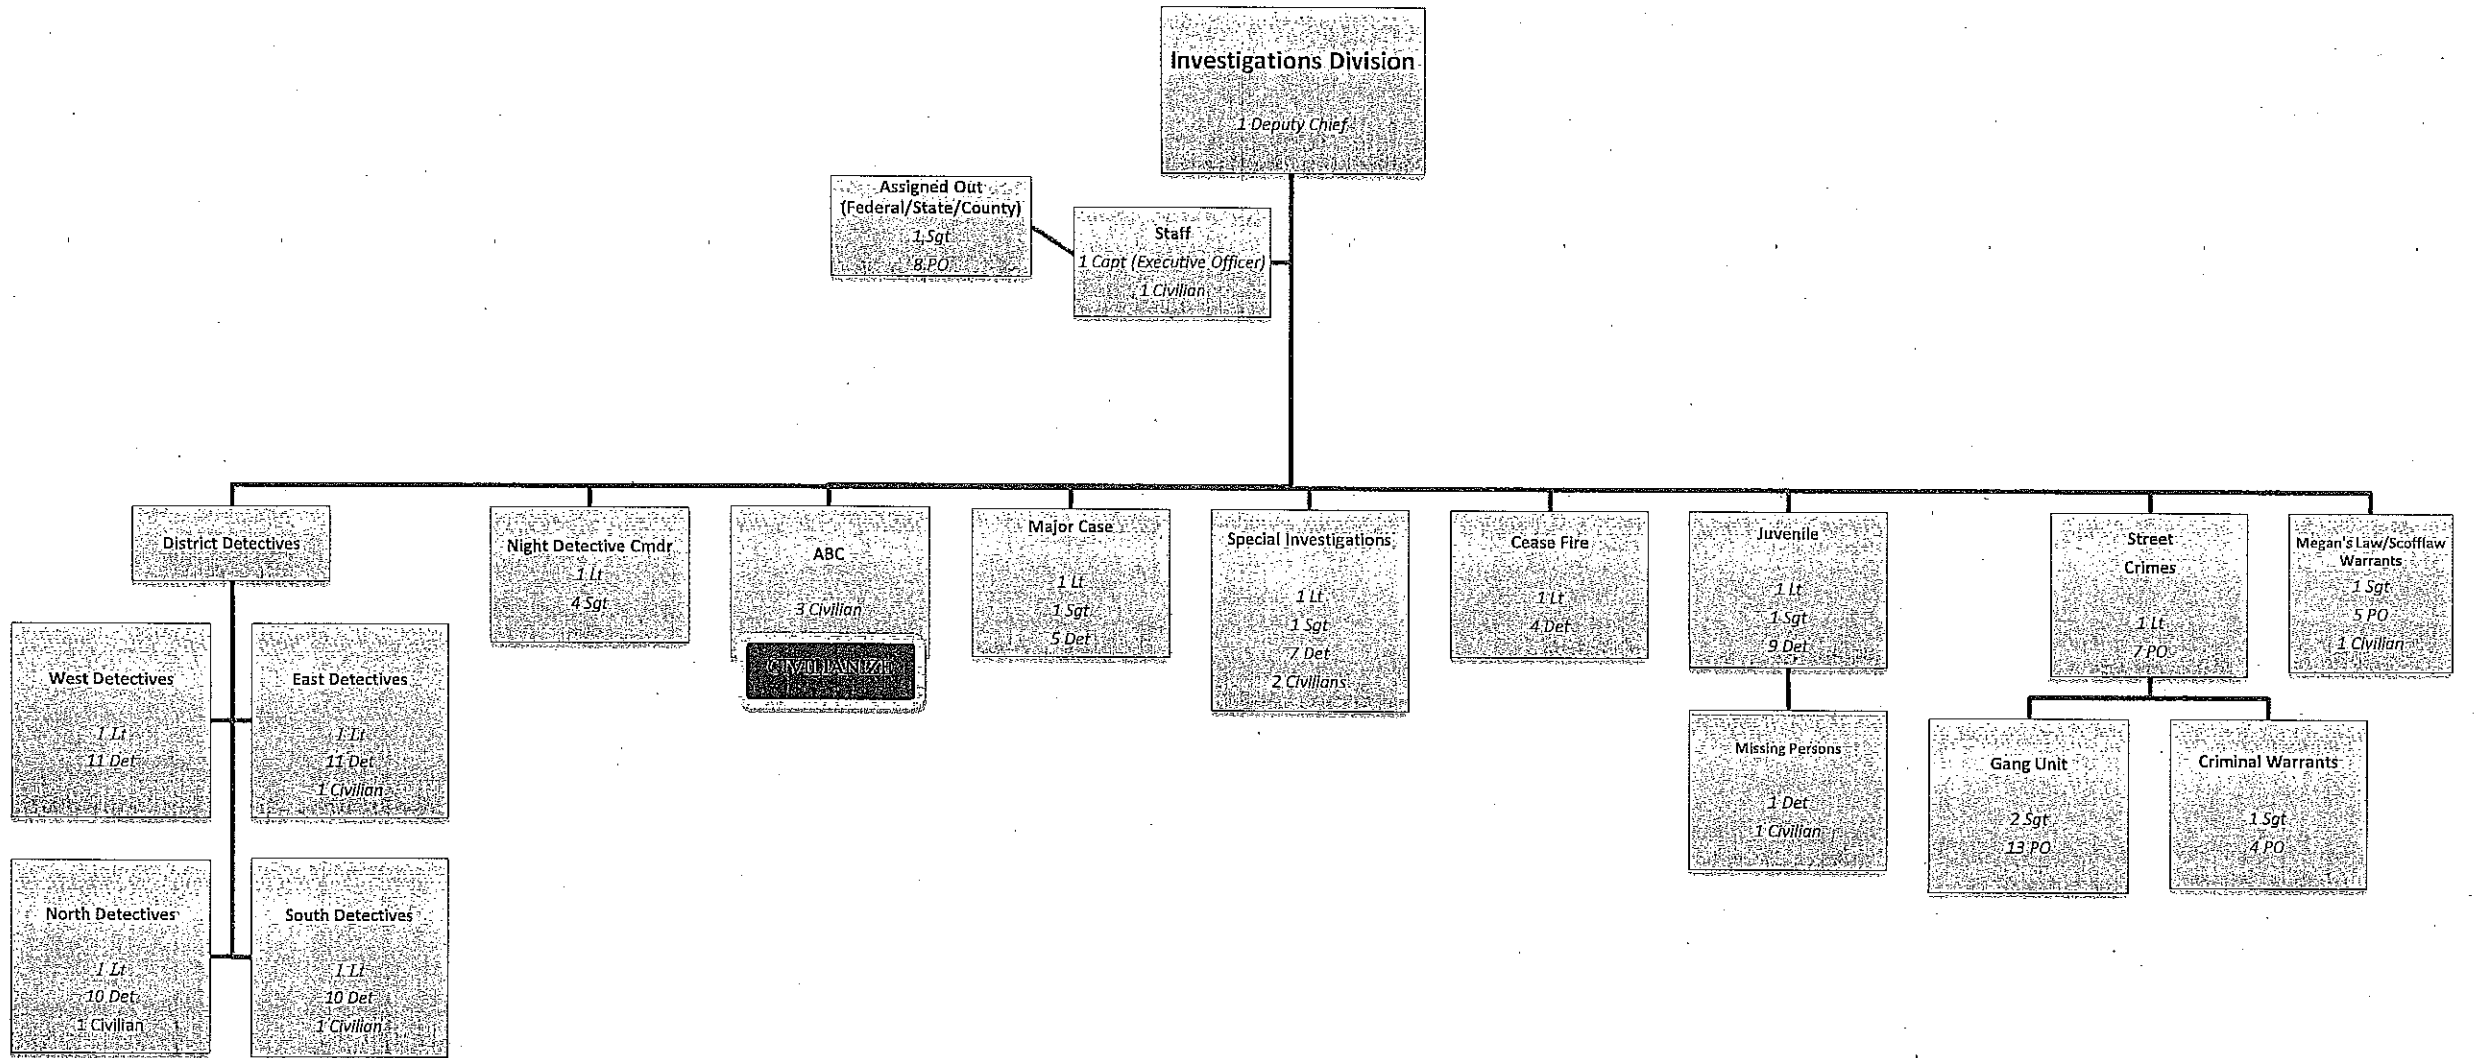 Investigations Division
1 Deputy Chief
Assigned Out
(Federal/State/County)
1 Sgt
8 PO
Staff
1 Capt (Executive Officer)
1 Civilian
District Detectives
West Detectives
1 Lt
11 Det
East Detectives
1 Lt
11 Det
1 Civilian
North Detectives
1 Lt
10 Det
1 Civilian
South Detectives
1 Lt
10 Det
1 Civilian
Night Detective Cmdr
1 Lt
4 Sgt
ABC
3 Civilian
CIVILIANIZE
Major Case
1 Lt
1 Sgt
5 Det
Special Investigations
1 Lt
1 Sgt
7 Det
2 Civilians
Cease Fire
1 Lt
4 Det
Juvenile
1 Lt
1 Sgt
9 Det
Missing Persons
1 Det
1 Civilian
Street
Crimes
1 Lt
7 PO
Gang Unit
2 Sgt
13 PO
Criminal Warrants
1 Sgt
4 PO
Megan's Law/Scofflaw
Warrants
1 Sgt
5 PO
1 Civilian